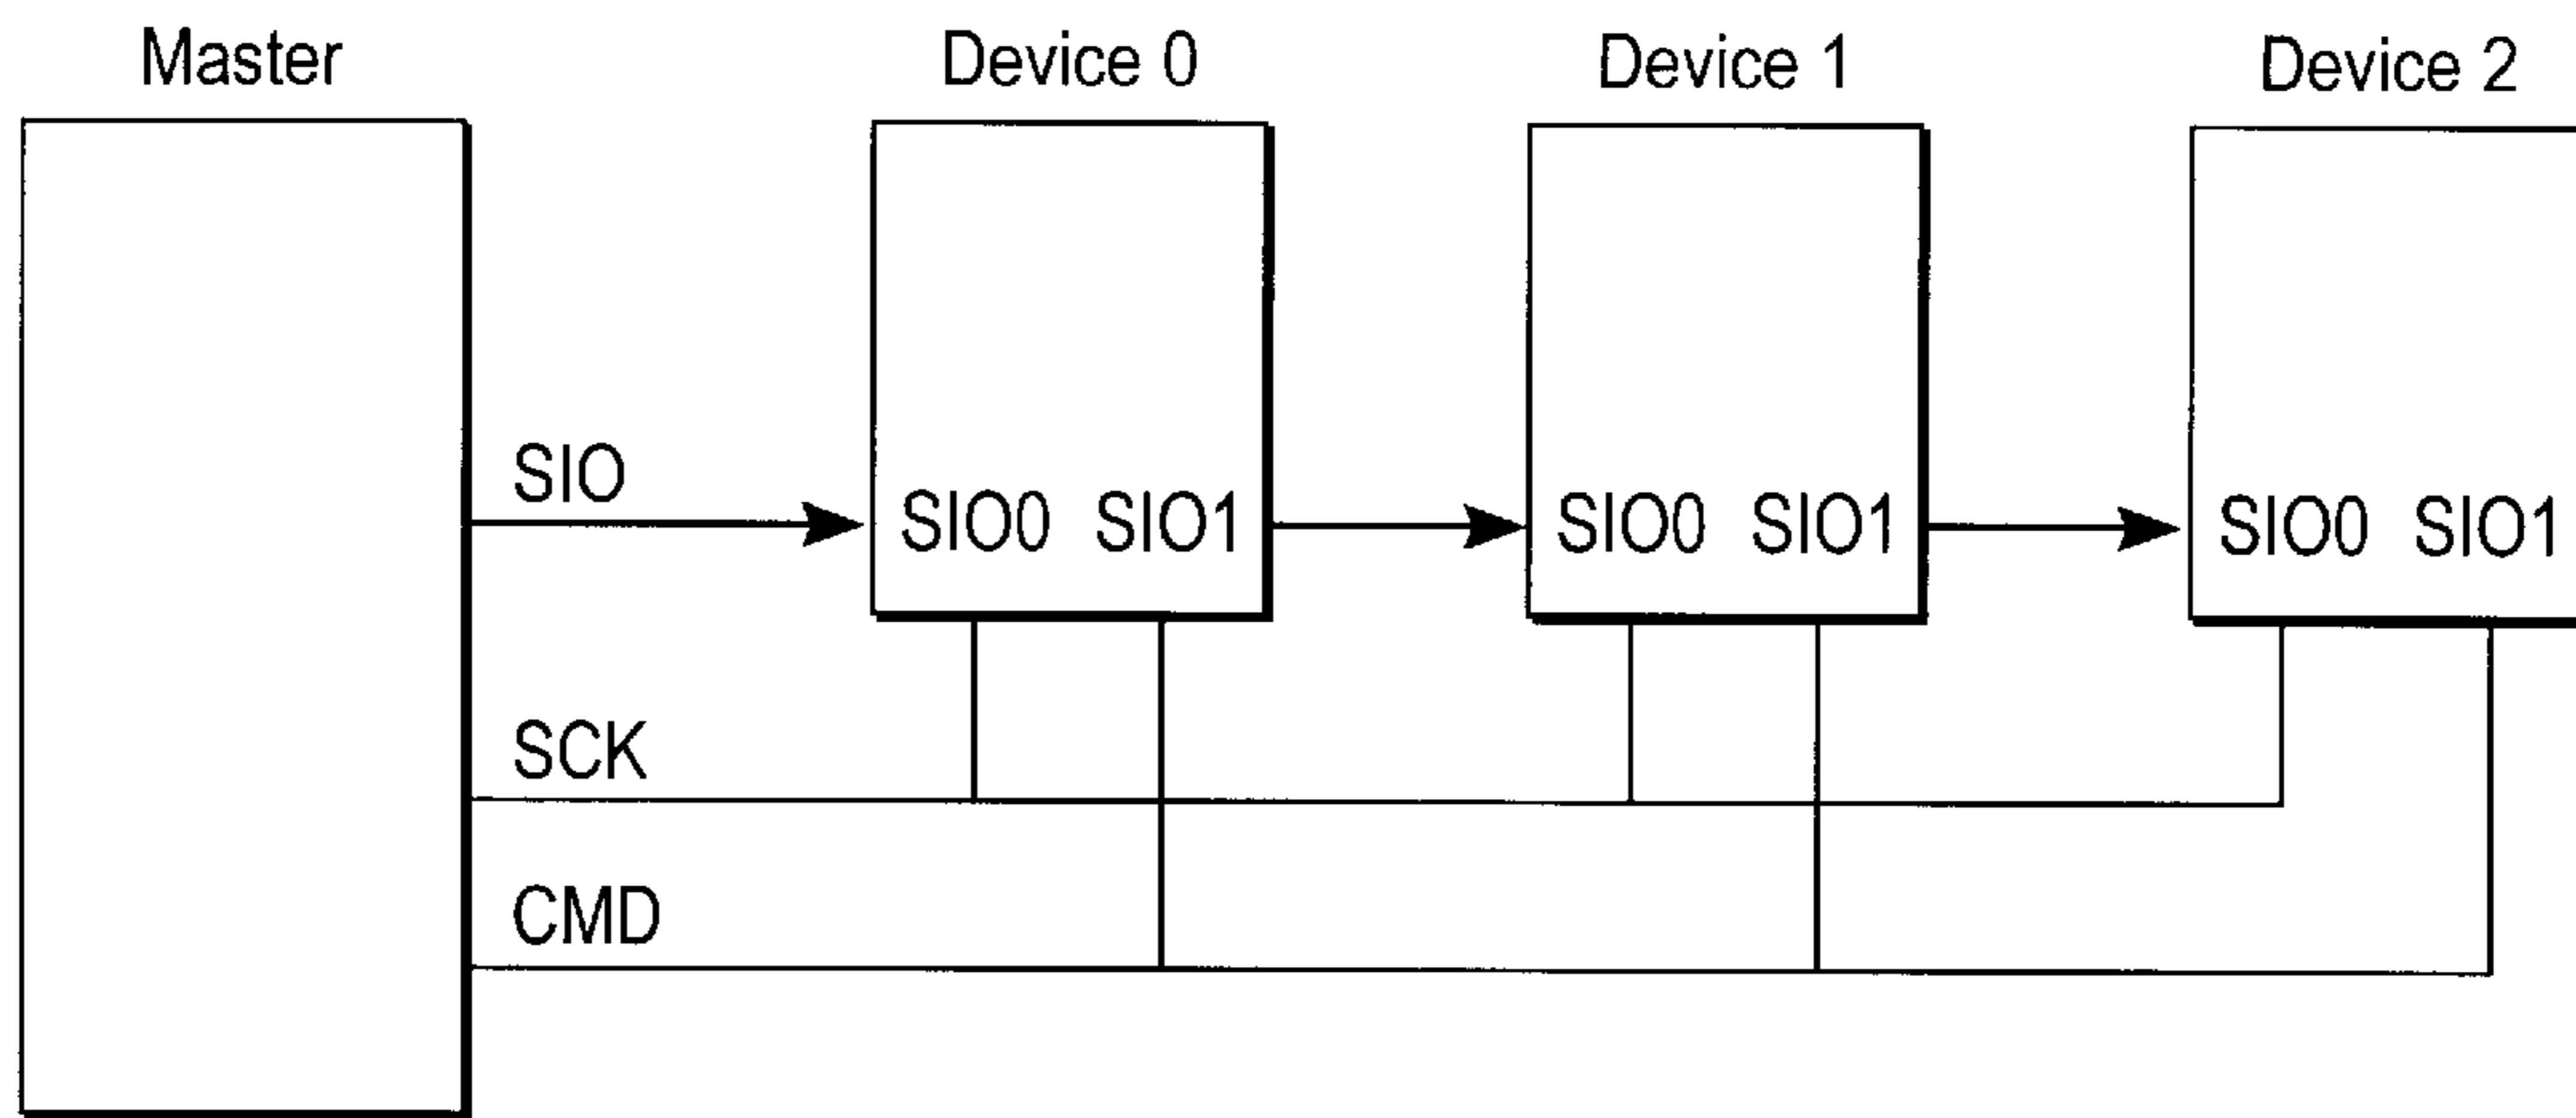 Master Device 0 Device 1 Device 2
SIO
SIO0 SIO1 SIO0 SIO1 SIO0 SIO1
SCK
CMD